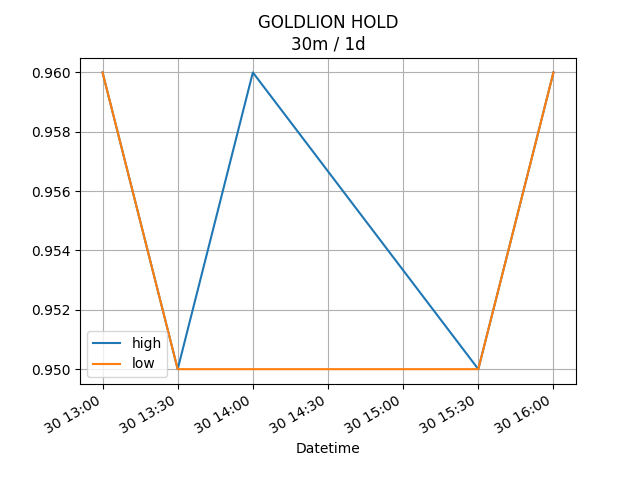 GOLDLION HOLD
30m / 1d
0.960
0.958
0.956
0.954
0.952
0.950
high
low
30 13:00
30 13:30
30 14:00
30 14:30
30 15:00
30 15:30
30 16:00
Datetime